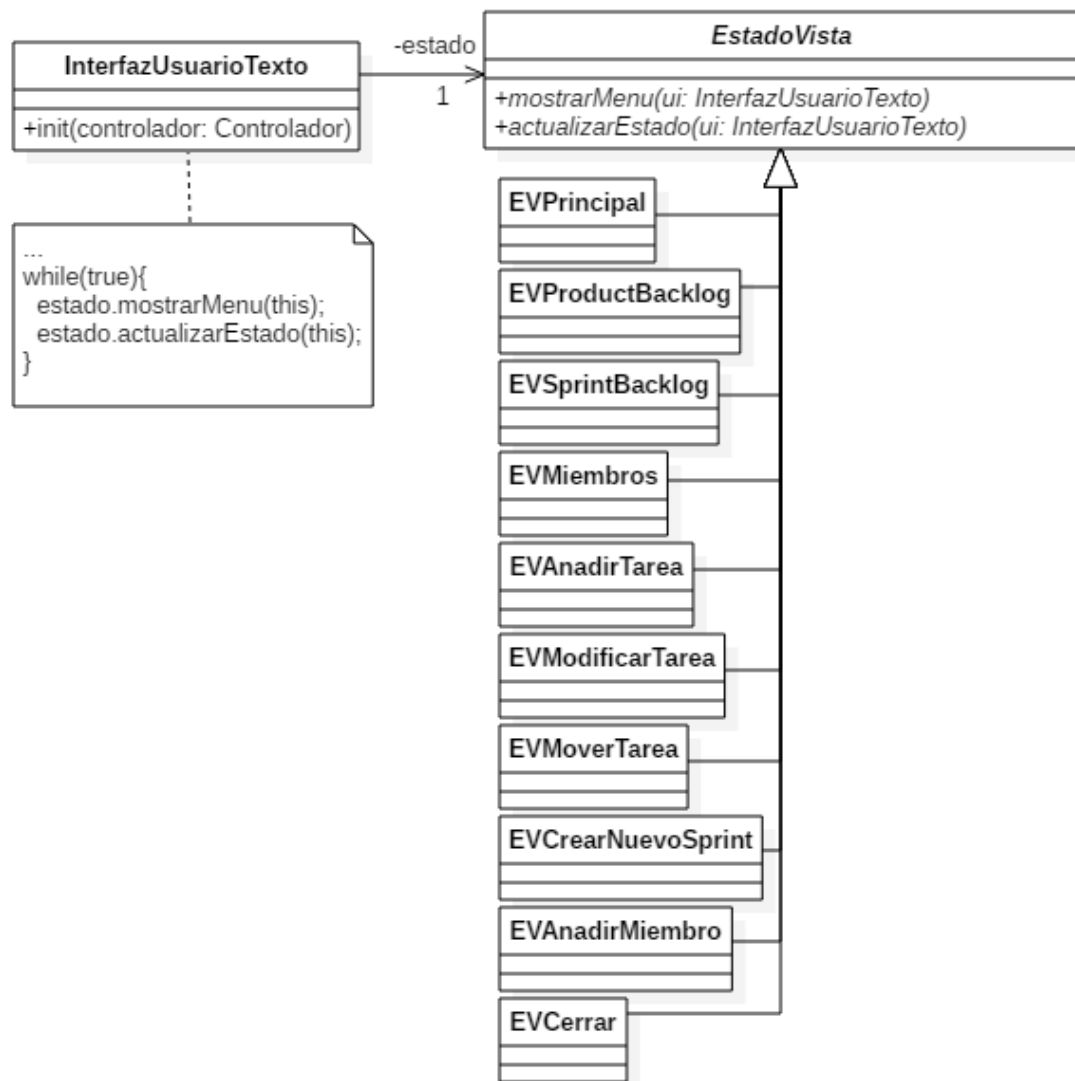 InterfazUsuarioTexto
+init(controlador: Controlador)
-estado
1
EstadoVista
+mostrarMenu(ui: InterfazUsuarioTexto)
+actualizarEstado(ui: InterfazUsuarioTexto)
...
while(true){
estado.mostrarMenu(this);
estado.actualizarEstado(this);
}
EVPrincipal
EVProductBacklog
EVSprintBacklog
EVMiembros
EVAnadirTarea
EVModificarTarea
EVMoverTarea
EVCrearNuevoSprint
EVAnadirMiembro
EVCerrar